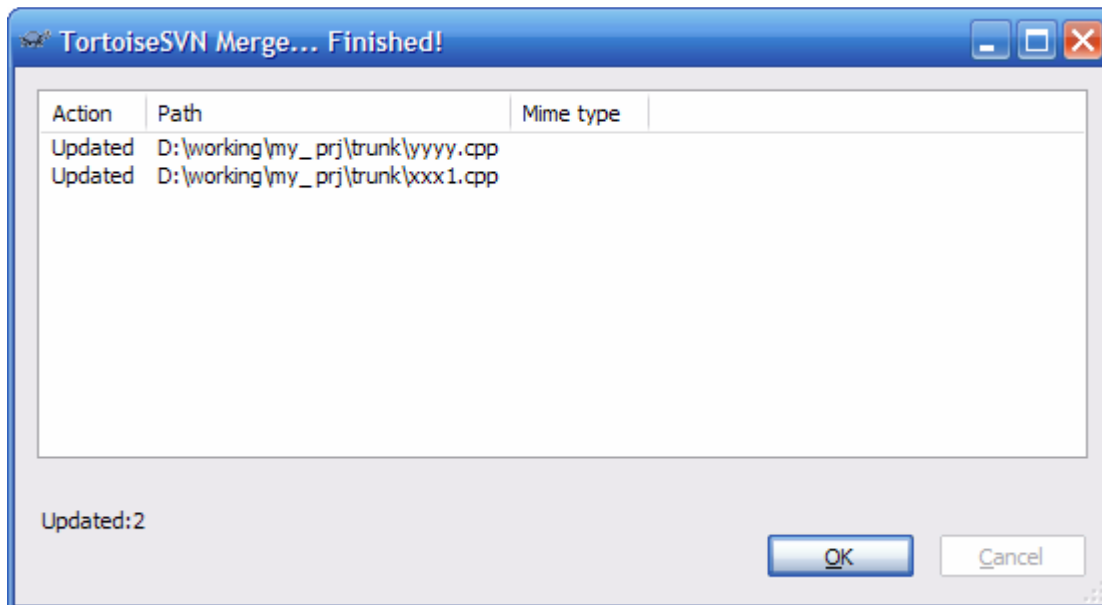 TortoiseSVN Merge... Finished!
Action Path Mime type
Updated D:\working\my_prj\trunk\yyyy.cpp
Updated D:\working\my_prj\trunk\xxx1.cpp
Updated:2
OK Cancel